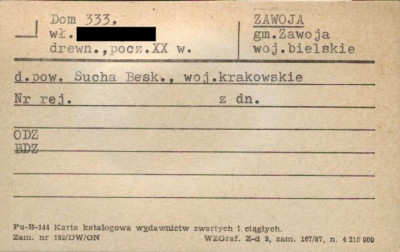 Dom 333,
wł.
drewn.,pocz.XX w.
ZAWOJA
gm.Zawoja
woj.bielskie
d.pow. Sucha Besk., woj.krakowskie
Nr rej. z dn.
ODZ
BDZ
Pu-B-144 Karta katalogowa wydawnictw zwartych i ciągłych.
Zam. nr 192/DW/ON WZGraf. Z-d 2, zam. 167/87, n. 4 210 000